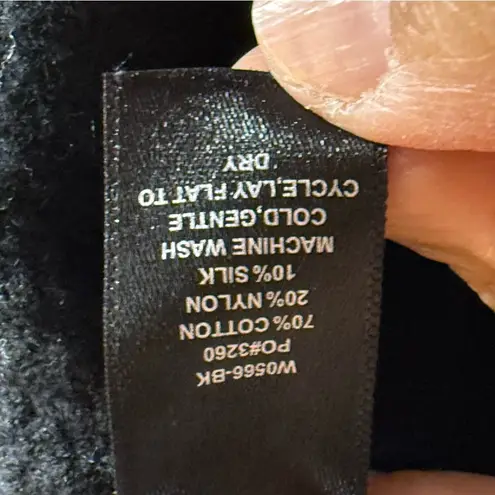 W0566-BK
PO#3260
70% COTTON
20% NYLON
10% SILK
MACHINE WASH
COLD,GENTLE
CYCLE,LAY FLAT TO
DRY